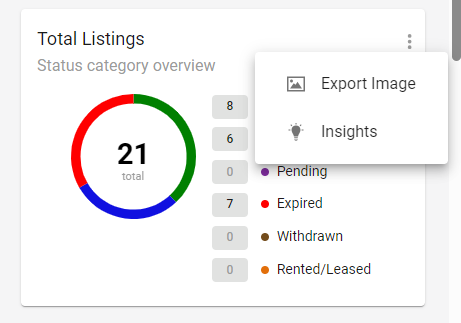 Total Listings
Status category overview
Export Image
Insights
21
total
8
6
0 Pending
7 Expired
0 Withdrawn
0 Rented/Leased